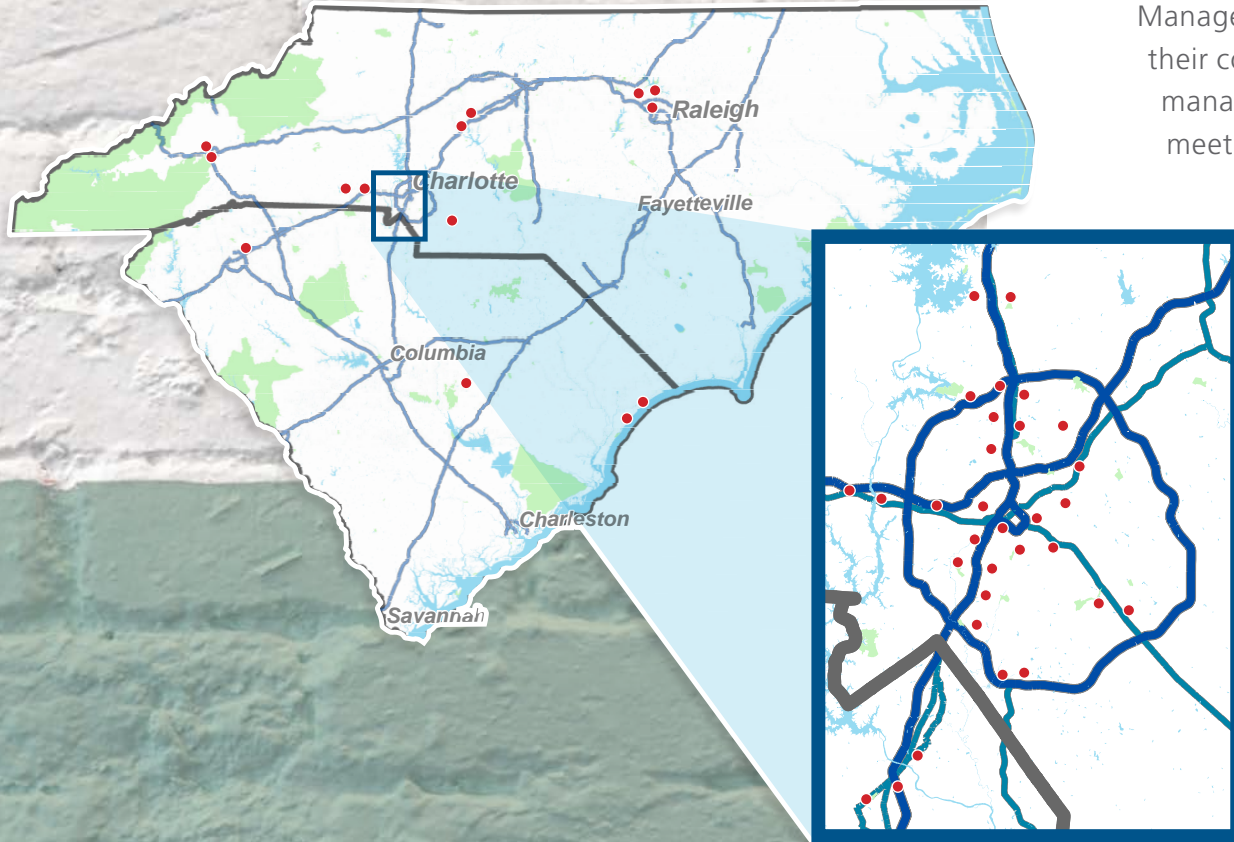 Manage
their co
mana
meet
Raleigh
Charlotte
Fayetteville
Columbia
Charleston
Savannah